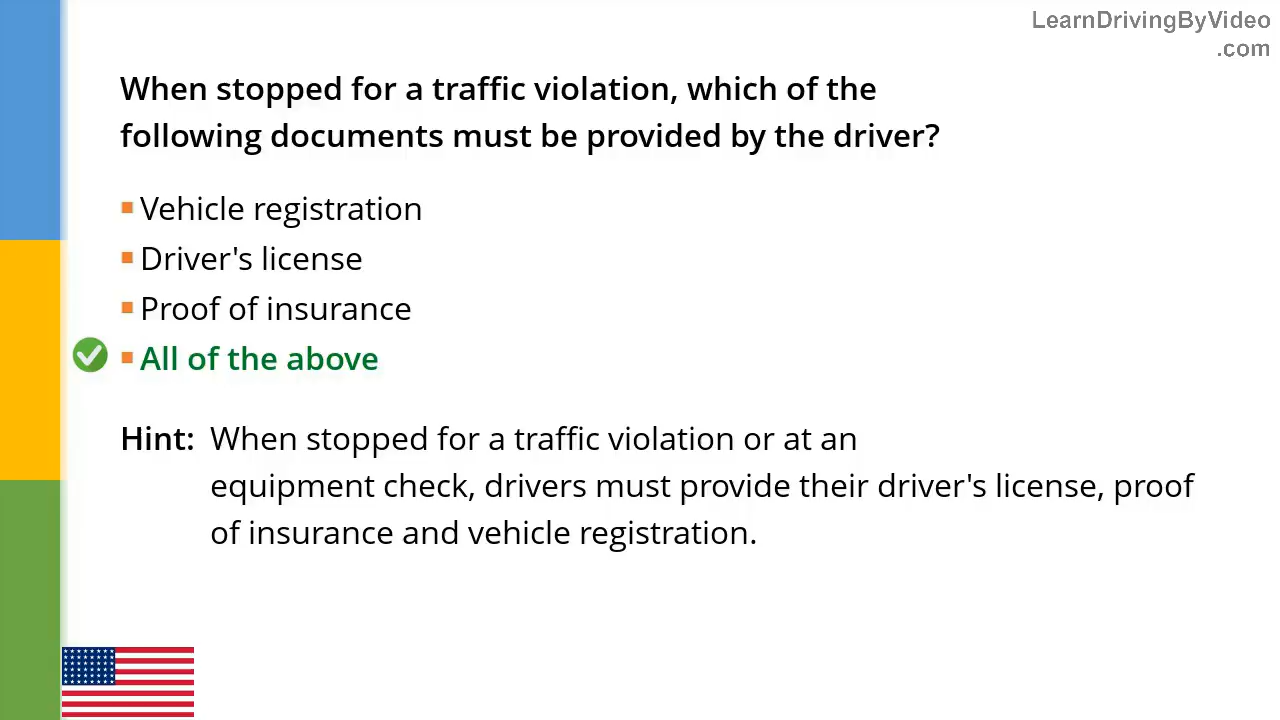 LearnDrivingByVideo
.com
When stopped for a traffic violation, which of the
following documents must be provided by the driver?
Vehicle registration
Driver's license
Proof of insurance
All of the above
Hint: When stopped for a traffic violation or at an
equipment check, drivers must provide their driver's license, proof
of insurance and vehicle registration.